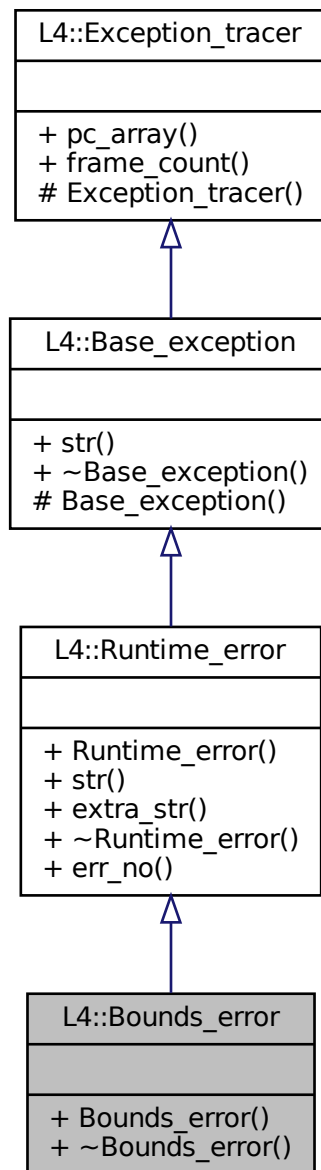 L4::Exception_tracer
+ pc_array()
+ frame_count()
# Exception_tracer()
L4::Base_exception
+ str()
+ ~Base_exception()
# Base_exception()
L4::Runtime_error
+ Runtime_error()
+ str()
+ extra_str()
+ ~Runtime_error()
+ err_no()
L4::Bounds_error
+ Bounds_error()
+ ~Bounds_error()